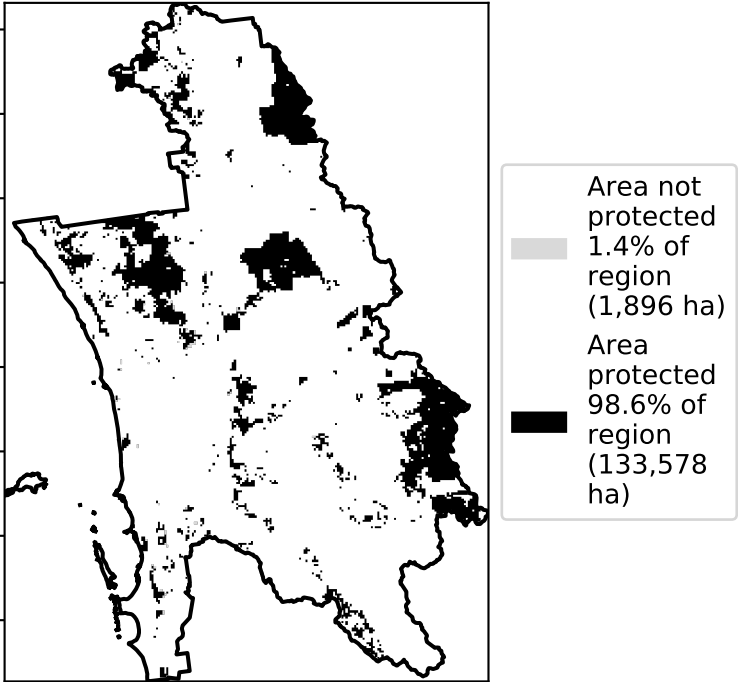 Area not
protected
1.4% of
region
(1,896 ha)
Area
protected
98.6% of
region
(133,578
ha)